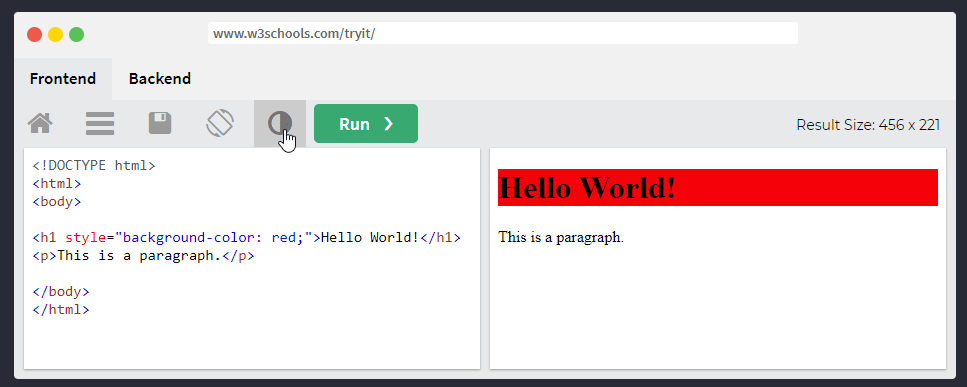 www.w3schools.com/tryit/
Frontend Backend
Run ❯ Result Size: 456 x 221
<!DOCTYPE html>
<html>
<body>
<h1 style="background-color: red;">Hello World!</h1>
<p>This is a paragraph.</p>
</body>
</html>
Hello World!
This is a paragraph.